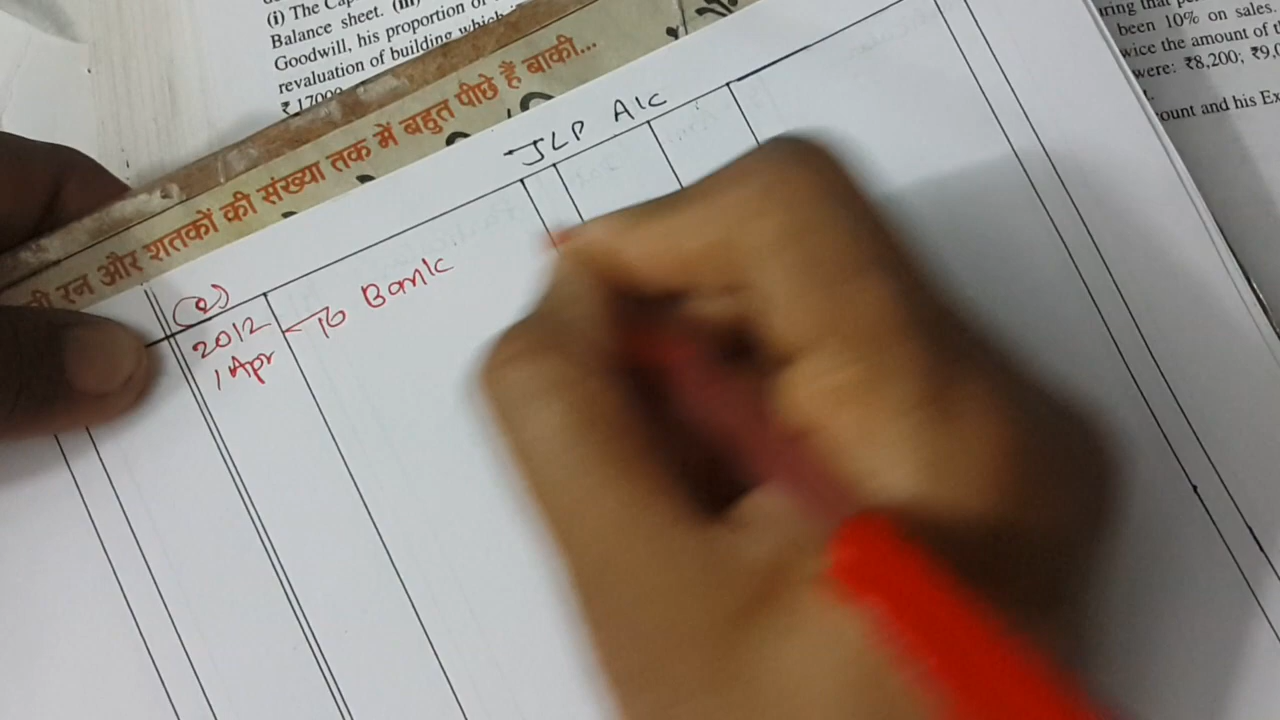 (i) The Cap
Balance sheet. (iii)
Goodwill, his proportion of
revaluation of building which
₹ 17000
रन और शतकों की संख्या तक में बहुत पीछे हैं बाकी...
ring that
been 10% on sales.
wice the amount of
were: ₹8,200; ₹9,0
ount and his Ex
JLP A/c
(e)
2012
1 Apr
To Bank